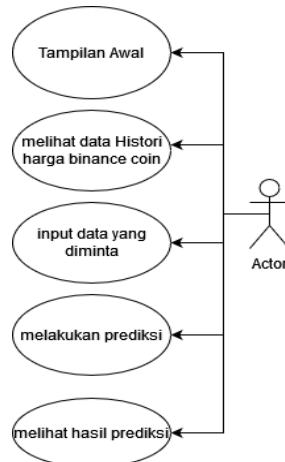 Tampilan Awal
melihat data Histori
harga binance coin
input data yang
diminta
Actor
melakukan prediksi
melihat hasil prediksi